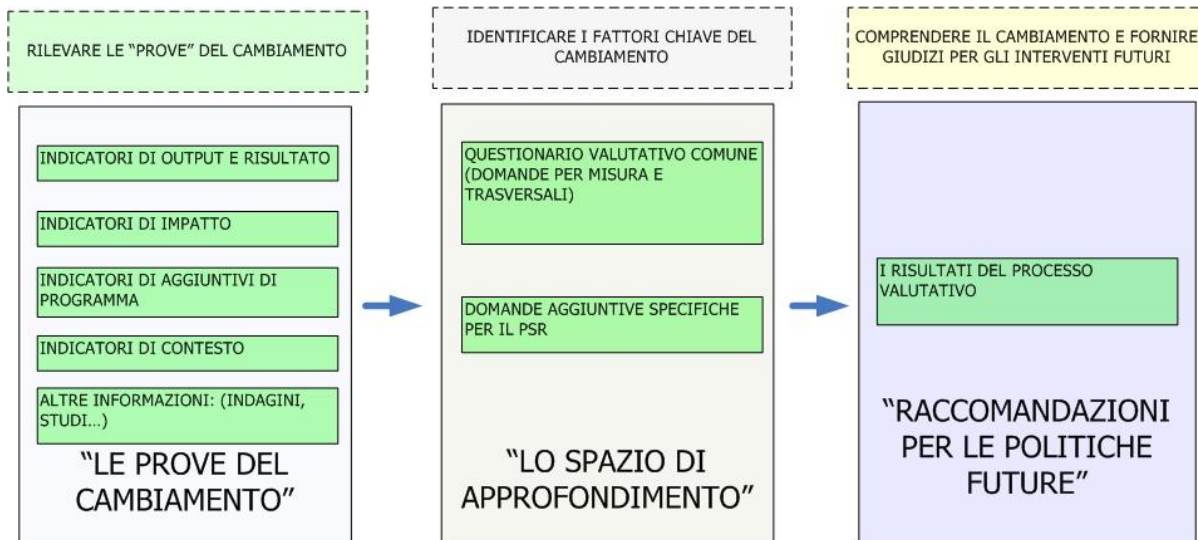 RILEVARE LE “PROVE” DEL CAMBIAMENTO
INDICATORI DI OUTPUT E RISULTATO
INDICATORI DI IMPATTO
INDICATORI DI AGGIUNTIVI DI
PROGRAMMA
INDICATORI DI CONTESTO
ALTRE INFORMAZIONI: (INDAGINI,
STUDI…)
“LE PROVE DEL
CAMBIAMENTO”
IDENTIFICARE I FATTORI CHIAVE DEL
CAMBIAMENTO
QUESTIONARIO VALUTATIVO COMUNE
(DOMANDE PER MISURA E
TRASVERSALI)
DOMANDE AGGIUNTIVE SPECIFICHE
PER IL PSR
“LO SPAZIO DI
APPROFONDIMENTO”
COMPRENDERE IL CAMBIAMENTO E FORNIRE
GIUDIZI PER GLI INTERVENTI FUTURI
I RISULTATI DEL PROCESSO
VALUTATIVO
“RACCOMANDAZIONI
PER LE POLITICHE
FUTURE”